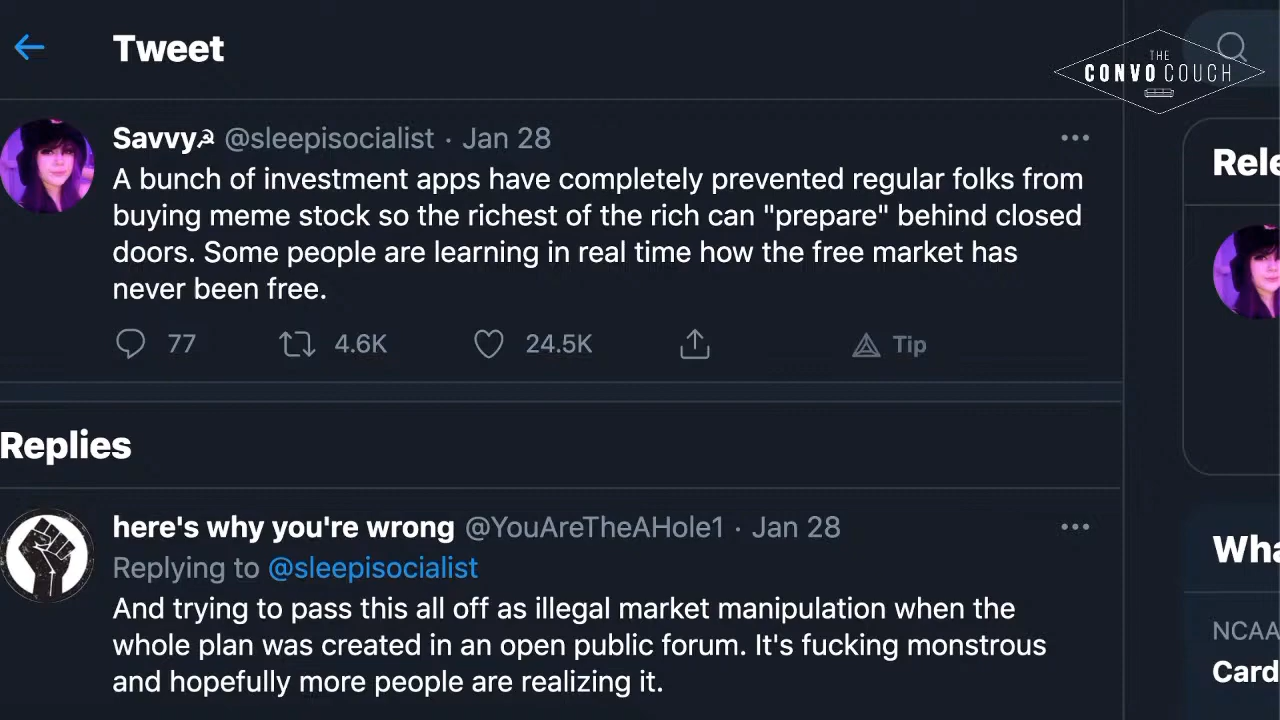 Tweet
THE
CONVO COUCH
Savvy☭ @sleepisocialist · Jan 28
A bunch of investment apps have completely prevented regular folks from
buying meme stock so the richest of the rich can "prepare" behind closed
doors. Some people are learning in real time how the free market has
never been free.
77 4.6K 24.5K Tip
Rele
Replies
here's why you're wrong @YouAreTheAHole1 · Jan 28
Replying to @sleepisocialist
And trying to pass this all off as illegal market manipulation when the
whole plan was created in an open public forum. It's fucking monstrous
and hopefully more people are realizing it.
Wha
NCAA
Card